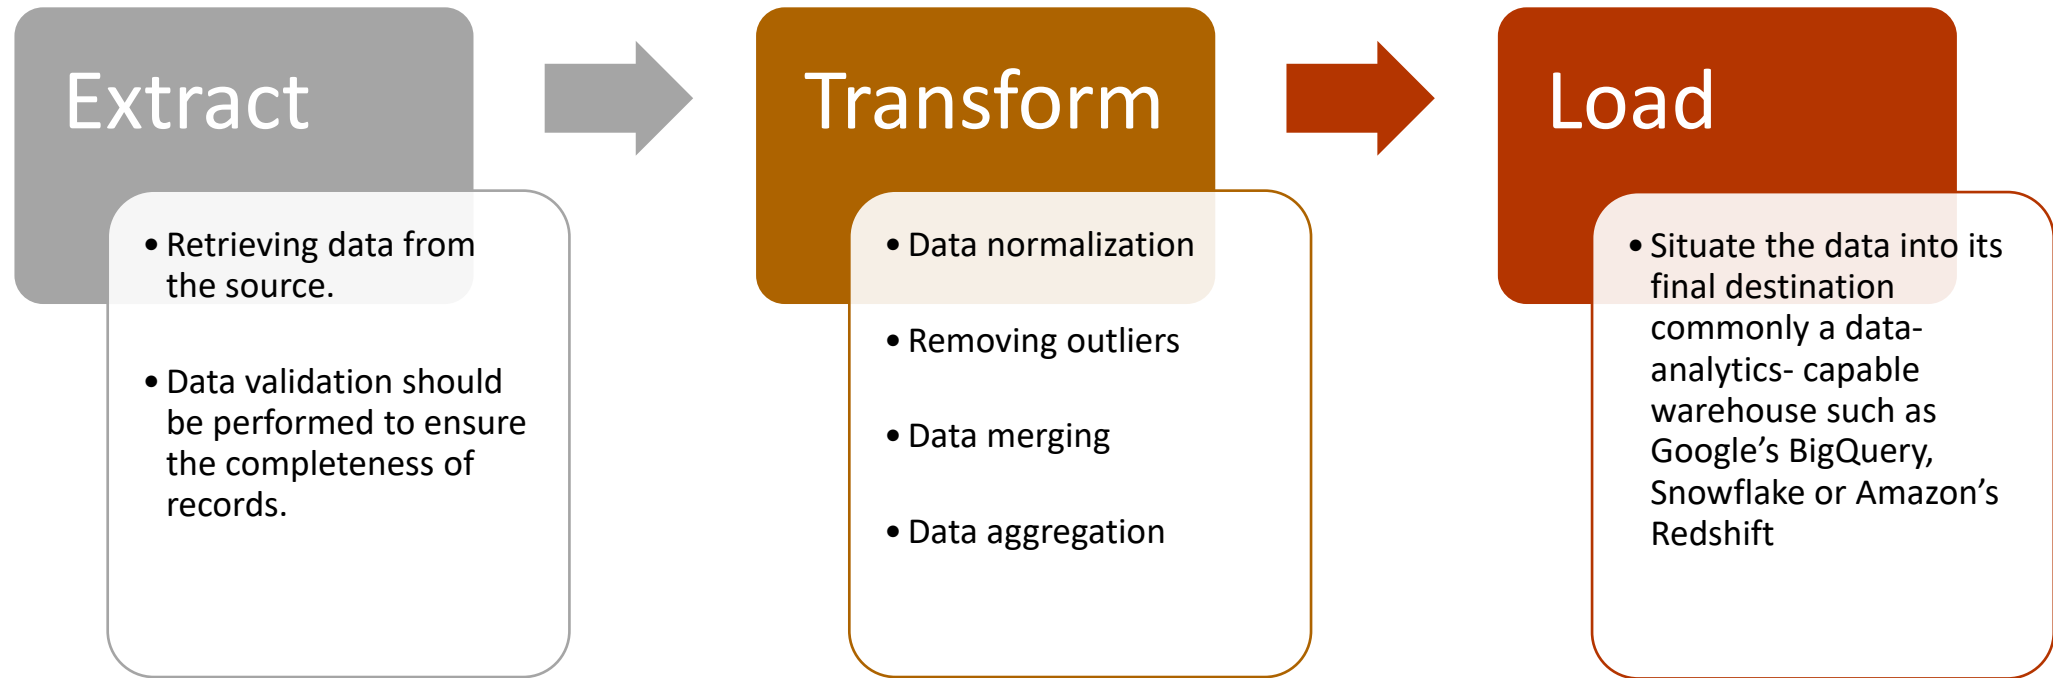 Extract
• Retrieving data from
the source.
• Data validation should
be performed to ensure
the completeness of
records.
Transform
• Data normalization
• Removing outliers
• Data merging
• Data aggregation
Load
• Situate the data into its
final destination
commonly a data-
analytics- capable
warehouse such as
Google’s BigQuery,
Snowflake or Amazon’s
Redshift